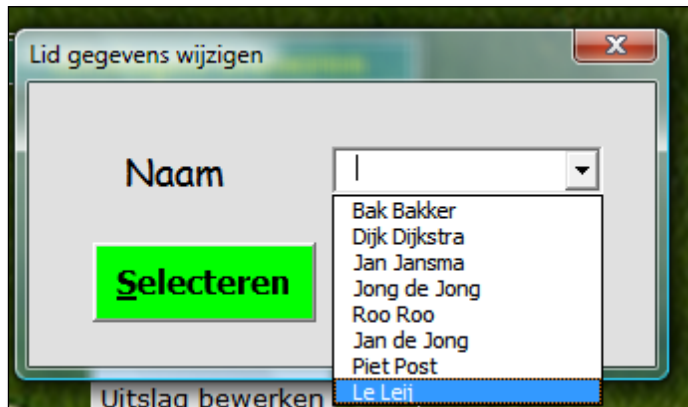 Lid gegevens wijzigen
Naam
Bak Bakker
Dijk Dijkstra
Jan Jansma
Selecteren
Jong de Jong
Roo Roo
Jan de Jong
Piet Post
Le Leij
Uitslag bewerken